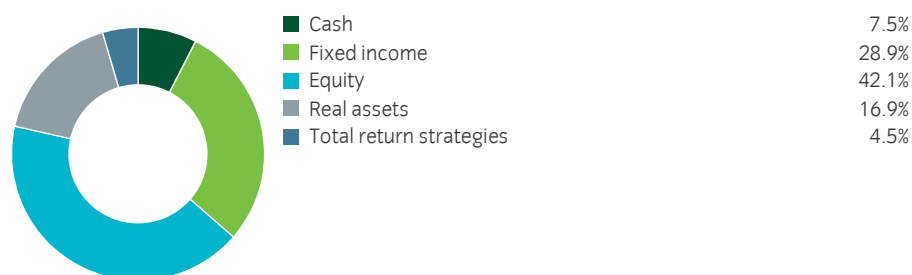 Cash 7.5%
Fixed income 28.9%
Equity 42.1%
Real assets 16.9%
Total return strategies 4.5%